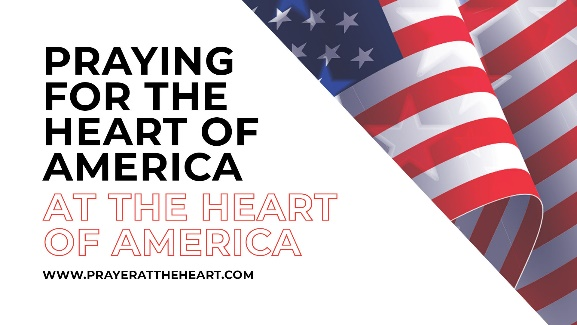 PRAYING
FOR THE
HEART OF
AMERICA
AT THE HEART
OF AMERICA
WWW.PRAYERATTHEHEART.COM